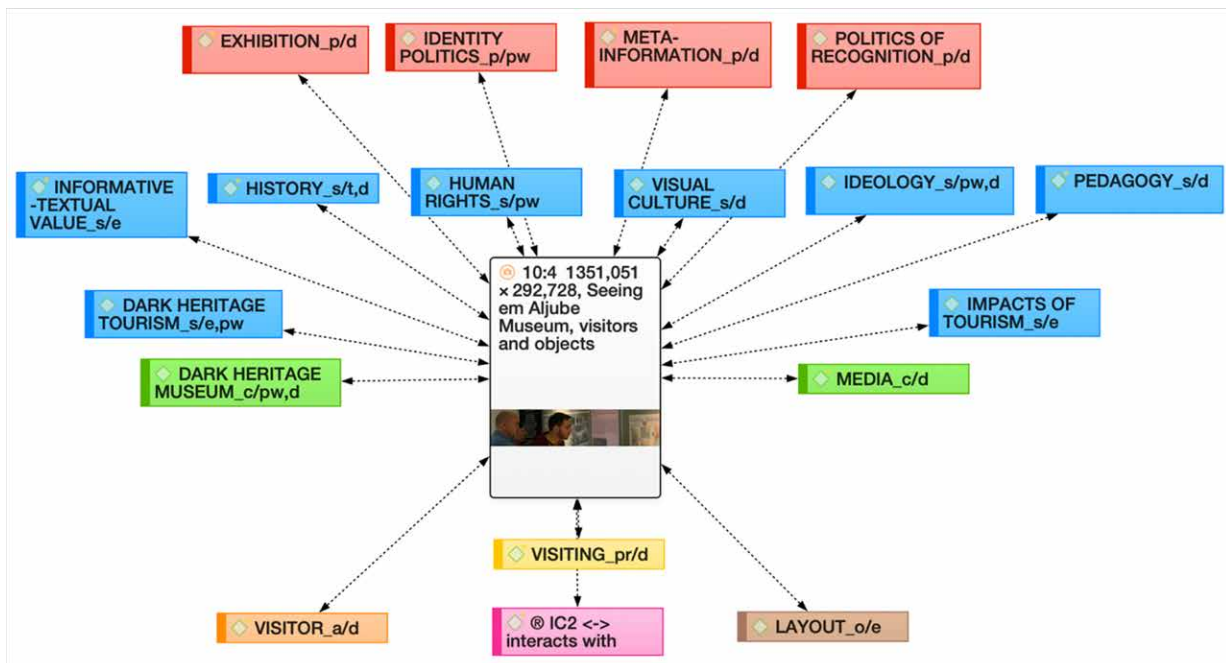 EXHIBITION_p/d
IDENTITY
POLITICS_p/pw
META-
INFORMATION_p/d
POLITICS OF
RECOGNITION_p/d
INFORMATIVE
-TEXTUAL
VALUE_s/e
HISTORY_s/t,d
HUMAN
RIGHTS_s/pw
VISUAL
CULTURE_s/d
IDEOLOGY_s/pw,d
PEDAGOGY_s/d
10:4 1351,051
× 292,728, Seeing
em Aljube
Museum, visitors
and objects
DARK HERITAGE
TOURISM_s/e,pw
IMPACTS OF
TOURISM_s/e
DARK HERITAGE
MUSEUM_c/pw,d
MEDIA_c/d
VISITING_pr/d
VISITOR_a/d
® IC2 <->
interacts with
LAYOUT_o/e